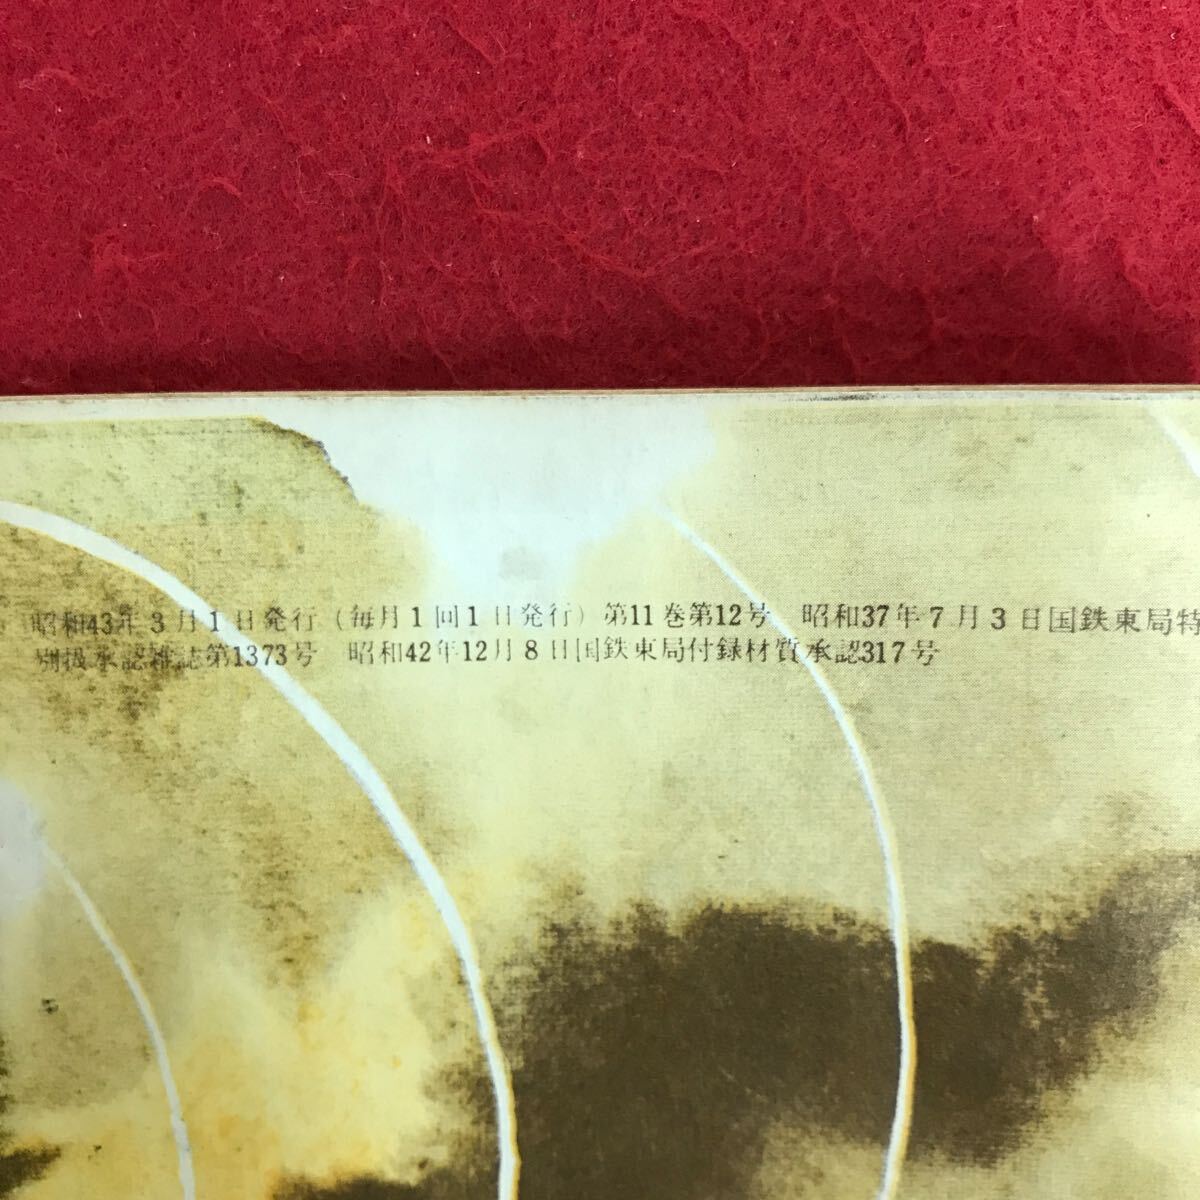 昭和43年3月1日発行(毎月1回1日発行)第11巻第12号 昭和37年7月3日国鉄東局特
別扱承認雑誌第1373号 昭和42年12月8日国鉄東局付録材質承認317号